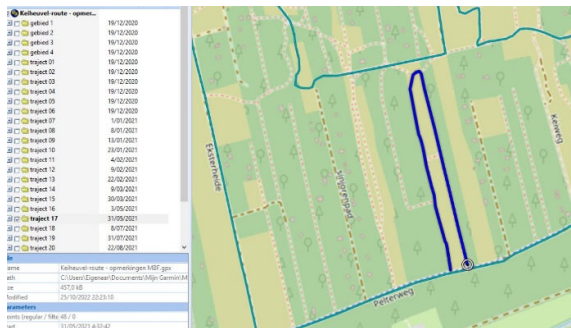 Keiheuvel-route - opmer...
gebied 1 19/12/2020
gebied 2 19/12/2020
gebied 3 19/12/2020
gebied 4 19/12/2020
traject 01 19/12/2020
traject 02 19/12/2020
traject 03 19/12/2020
traject 04 19/12/2020
traject 05 19/12/2020
traject 06 19/12/2020
traject 07 1/01/2021
traject 08 8/01/2021
traject 09 13/01/2021
traject 10 23/01/2021
traject 11 4/02/2021
traject 12 9/02/2021
traject 13 22/02/2021
traject 14 9/03/2021
traject 15 30/03/2021
traject 16 3/05/2021
traject 17 31/05/2021
traject 18 8/07/2021
traject 19 31/07/2021
traject 20 22/08/2021
ame Keiheuvel-route - opmerkingen MBF.gpx
ath C:\Users\Eigenaar\Documents\Mijn Garmin\M
ze 457,0 kB
odified 25/10/2022 22:23:10
arameters
48 / 0
31/05/2021 4:32:42
Eksterheide
Kenweg
Pelterweg